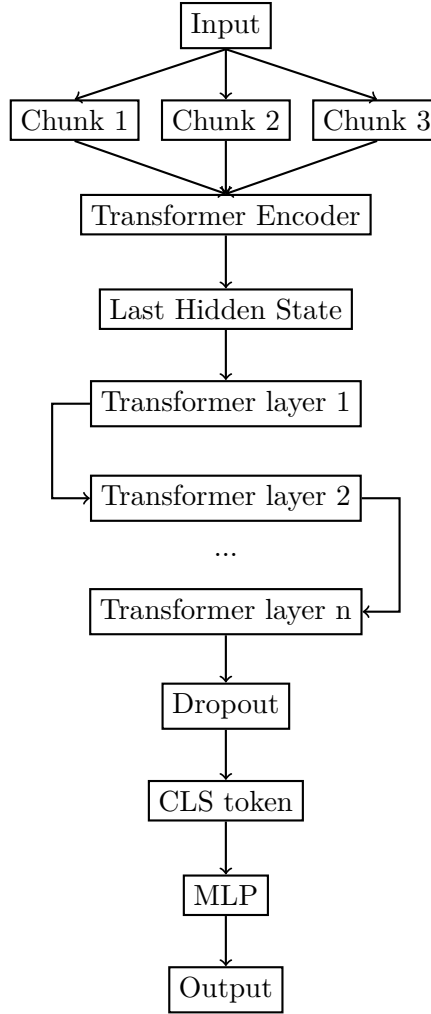 Input
Chunk 1 Chunk 2 Chunk 3
Transformer Encoder
Last Hidden State
Transformer layer 1
Transformer layer 2
...
Transformer layer n
Dropout
CLS token
MLP
Output